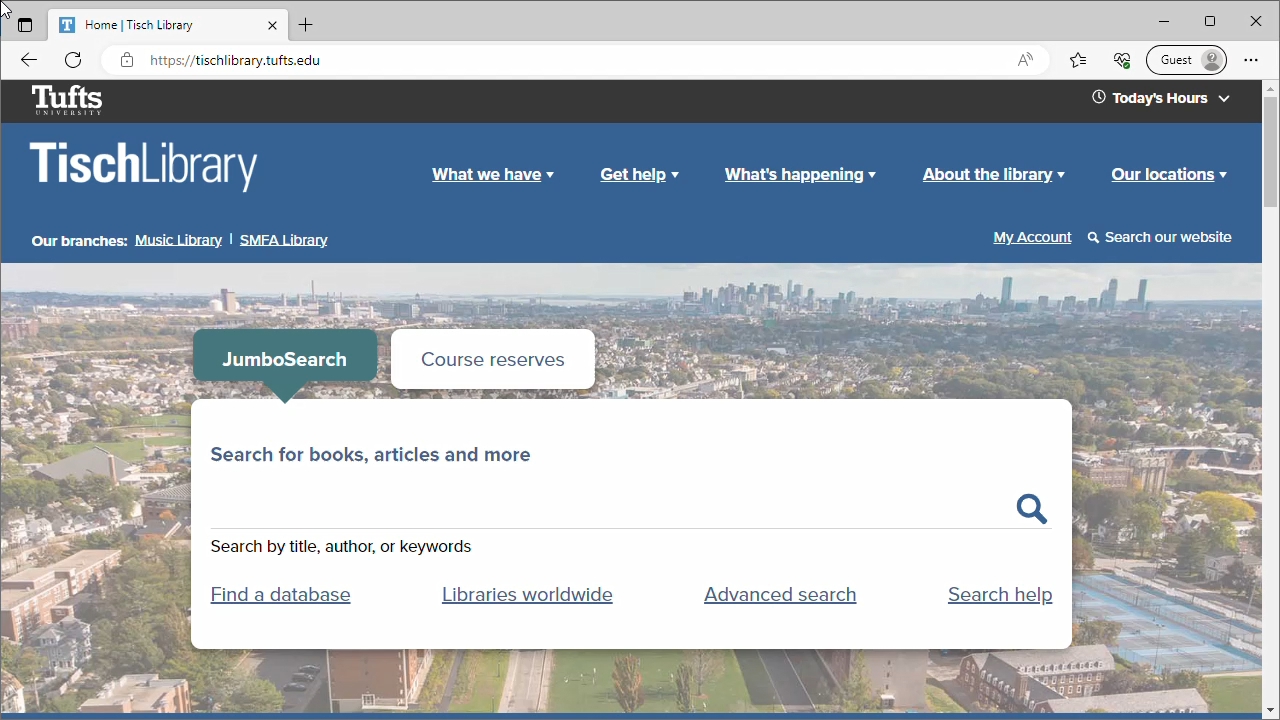 Home | Tisch Library
https://tischlibrary.tufts.edu
Guest
Tufts
UNIVERSITY
Today's Hours
TischLibrary
What we have
Get help
What's happening
About the library
Our locations
Our branches: Music Library | SMFA Library
My Account
Search our website
JumboSearch
Course reserves
Search for books, articles and more
Search by title, author, or keywords
Find a database
Libraries worldwide
Advanced search
Search help